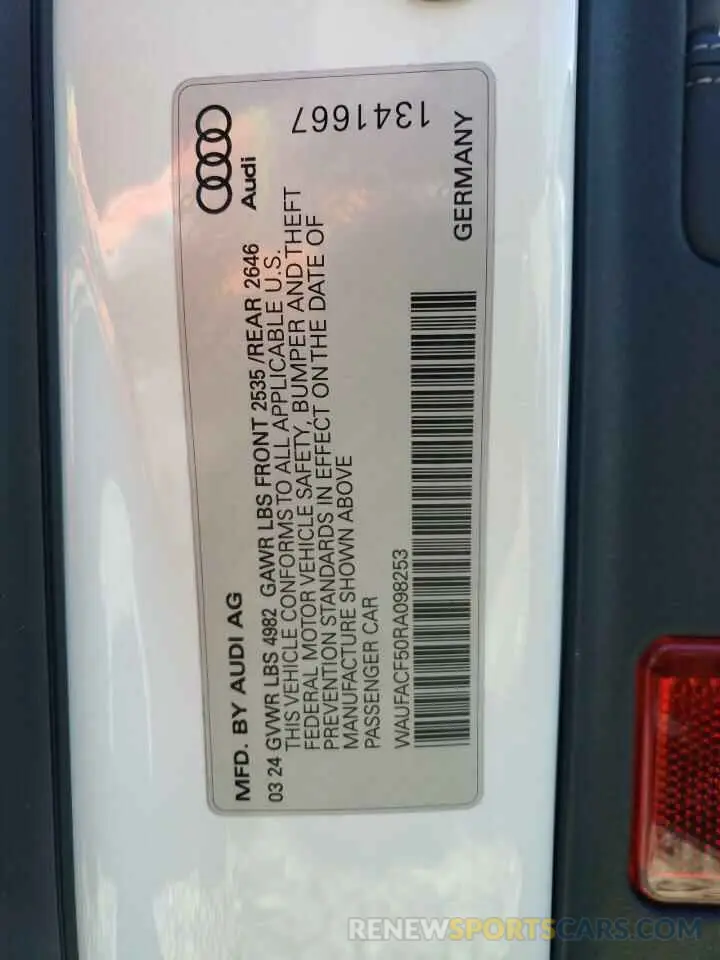 MFD. BY AUDI AG
Audi
03 24 GVWR LBS 4982 GAWR LBS FRONT 2535 /REAR 2646
THIS VEHICLE CONFORMS TO ALL APPLICABLE U.S.
FEDERAL MOTOR VEHICLE SAFETY, BUMPER AND THEFT
PREVENTION STANDARDS IN EFFECT ON THE DATE OF
MANUFACTURE SHOWN ABOVE
PASSENGER CAR
WAUFACF50RA098253
1341667
GERMANY
RENEWSPORTSCARS.COM